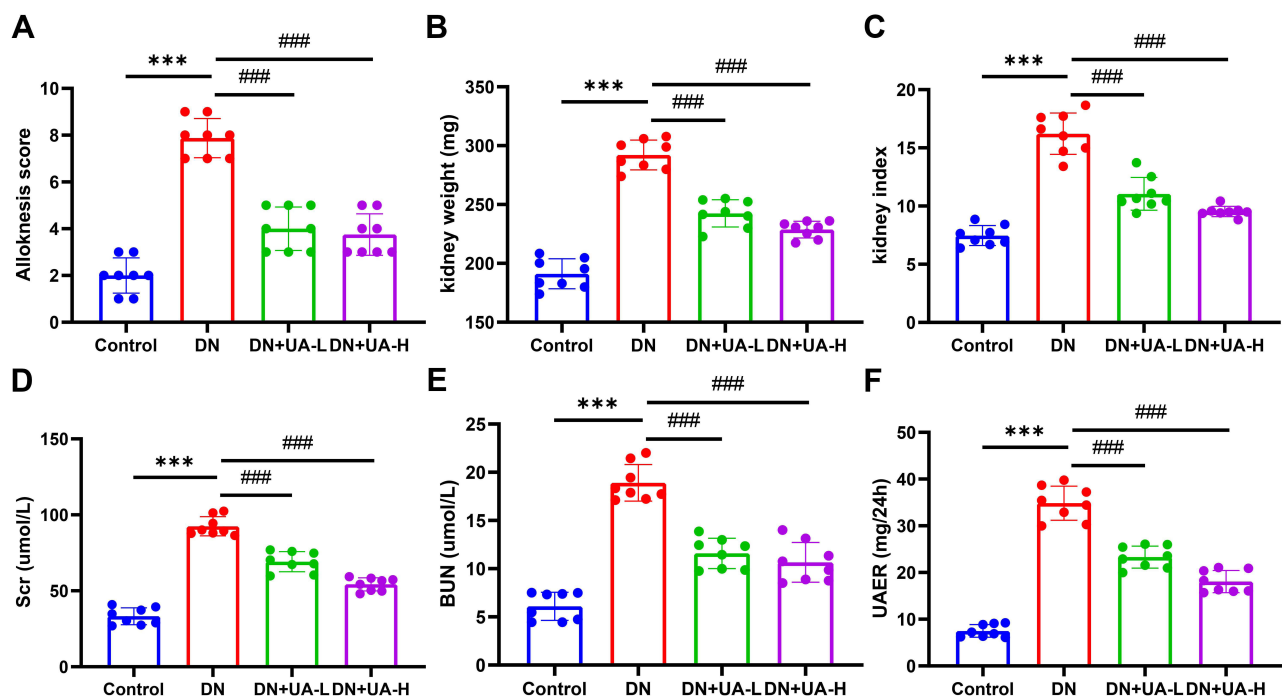 A
Alloknesis score
10
8
6
4
2
0
***
###
###
Control DN DN+UA-L DN+UA-H
B
kidney weight (mg)
350
300
250
200
150
***
###
###
Control DN DN+UA-L DN+UA-H
C
kidney index
20
15
10
5
0
***
###
###
Control DN DN+UA-L DN+UA-H
D
Scr (umol/L)
150
100
50
0
***
###
###
Control DN DN+UA-L DN+UA-H
E
BUN (umol/L)
25
20
15
10
5
0
***
###
###
Control DN DN+UA-L DN+UA-H
F
UAER (mg/24h)
50
40
30
20
10
0
***
###
###
Control DN DN+UA-L DN+UA-H